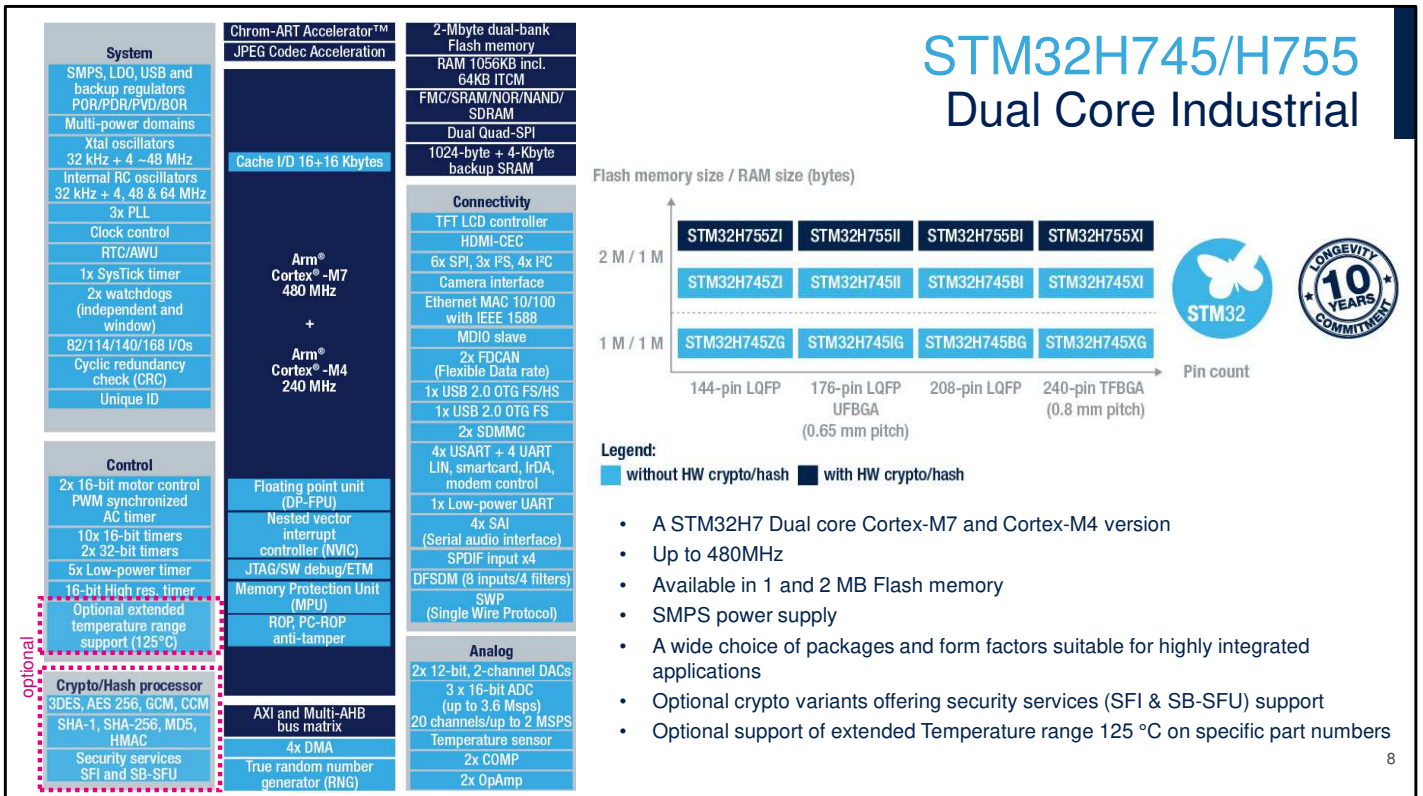 System
SMPS, LDO, USB and
backup regulators
POR/PDR/PVD/BOR
Multi-power domains
Xtal oscillators
32 kHz + 4 ~48 MHz
Internal RC oscillators
32 kHz + 4, 48 & 64 MHz
3x PLL
Clock control
RTC/AWU
1x SysTick timer
2x watchdogs
(independent and
window)
82/114/140/168 I/Os
Cyclic redundancy
check (CRC)
Unique ID
Control
2x 16-bit motor control
PWM synchronized
AC timer
10x 16-bit timers
2x 32-bit timers
5x Low-power timer
16-bit High res. timer
Optional extended
temperature range
support (125°C)
optional
Crypto/Hash processor
3DES, AES 256, GCM, CCM
SHA-1, SHA-256, MD5,
HMAC
Security services
SFI and SB-SFU
Chrom-ART Accelerator™
JPEG Codec Acceleration
Cache I/D 16+16 Kbytes
Arm®
Cortex® -M7
480 MHz
+
Arm®
Cortex® -M4
240 MHz
Floating point unit
(DP-FPU)
Nested vector
interrupt
controller (NVIC)
JTAG/SW debug/ETM
Memory Protection Unit
(MPU)
ROP, PC-ROP
anti-tamper
AXI and Multi-AHB
bus matrix
4x DMA
True random number
generator (RNG)
2-Mbyte dual-bank
Flash memory
RAM 1056KB incl.
64KB ITCM
FMC/SRAM/NOR/NAND/
SDRAM
Dual Quad-SPI
1024-byte + 4-Kbyte
backup SRAM
Connectivity
TFT LCD controller
HDMI-CEC
6x SPI, 3x I²S, 4x I²C
Camera interface
Ethernet MAC 10/100
with IEEE 1588
MDIO slave
2x FDCAN
(Flexible Data rate)
1x USB 2.0 OTG FS/HS
1x USB 2.0 OTG FS
2x SDMMC
4x USART + 4 UART
LIN, smartcard, IrDA,
modem control
1x Low-power UART
4x SAI
(Serial audio interface)
SPDIF input x4
DFSDM (8 inputs/4 filters)
SWP
(Single Wire Protocol)
Analog
2x 12-bit, 2-channel DACs
3 x 16-bit ADC
(up to 3.6 Msps)
20 channels/up to 2 MSPS
Temperature sensor
2x COMP
2x OpAmp
STM32H745/H755
Dual Core Industrial
Flash memory size / RAM size (bytes)
2 M / 1 M
STM32H755ZI STM32H755II STM32H755BI STM32H755XI
STM32H745ZI STM32H745II STM32H745BI STM32H745XI
1 M / 1 M STM32H745ZG STM32H745IG STM32H745BG STM32H745XG
Pin count
144-pin LQFP 176-pin LQFP 208-pin LQFP 240-pin TFBGA
UFBGA (0.8 mm pitch)
(0.65 mm pitch)
STM32
LONGEVITY
10
YEARS
COMMITMENT
Legend:
without HW crypto/hash with HW crypto/hash
• A STM32H7 Dual core Cortex-M7 and Cortex-M4 version
• Up to 480MHz
• Available in 1 and 2 MB Flash memory
• SMPS power supply
• A wide choice of packages and form factors suitable for highly integrated
applications
• Optional crypto variants offering security services (SFI & SB-SFU) support
• Optional support of extended Temperature range 125 °C on specific part numbers
8